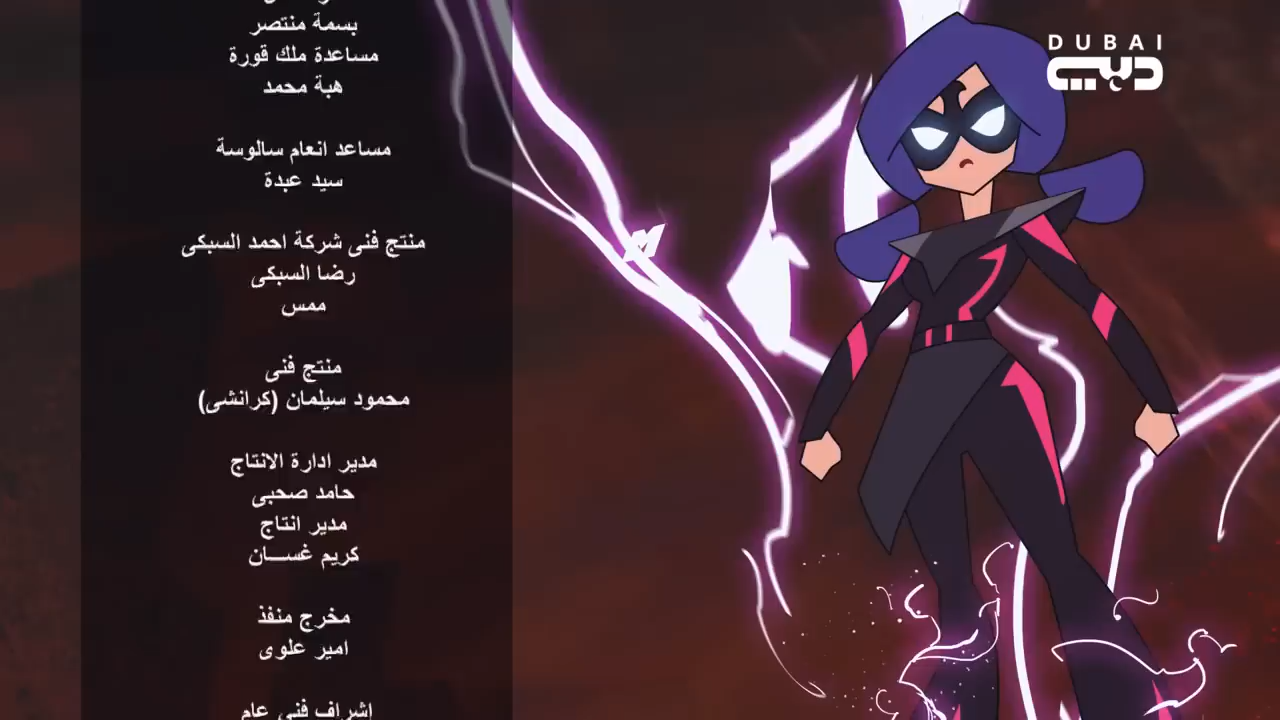 بسمة منتصر
مساعدة ملك قورة
هبة محمد
مساعد انعام سالوسة
سيد عبدة
منتج فنى شركة احمد السبكى
رضا السبكى
ممس
منتج فنى
محمود سيلمان (كرانشى)
مدير ادارة الانتاج
حامد صحبى
مدير انتاج
كريم غســان
مخرج منفذ
امير علوى
اشراف فنى عام
DUBAI
دبي